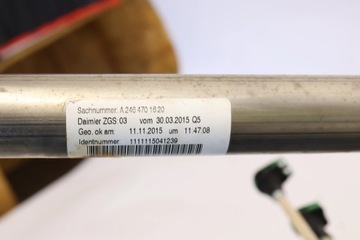 Sachnummer: A 246 470 16 20
Daimler ZGS: 03 vom 30.03.2015 Q5
Geo. ok am: 11.11.2015 um 11:47:08
Identnummer 1111115041239